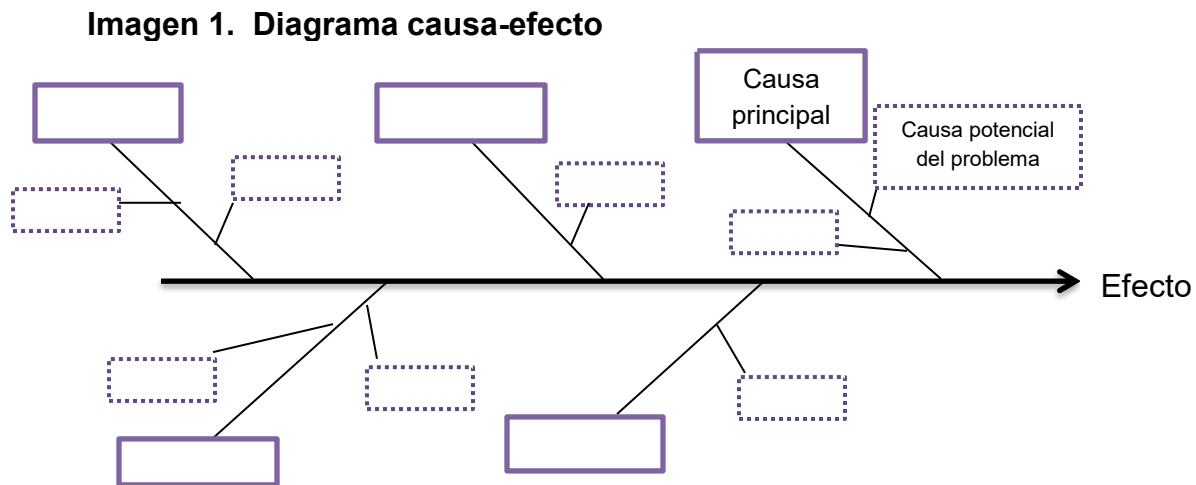 Imagen 1.  Diagrama causa-efecto
Causa
principal
Causa potencial
del problema
Efecto